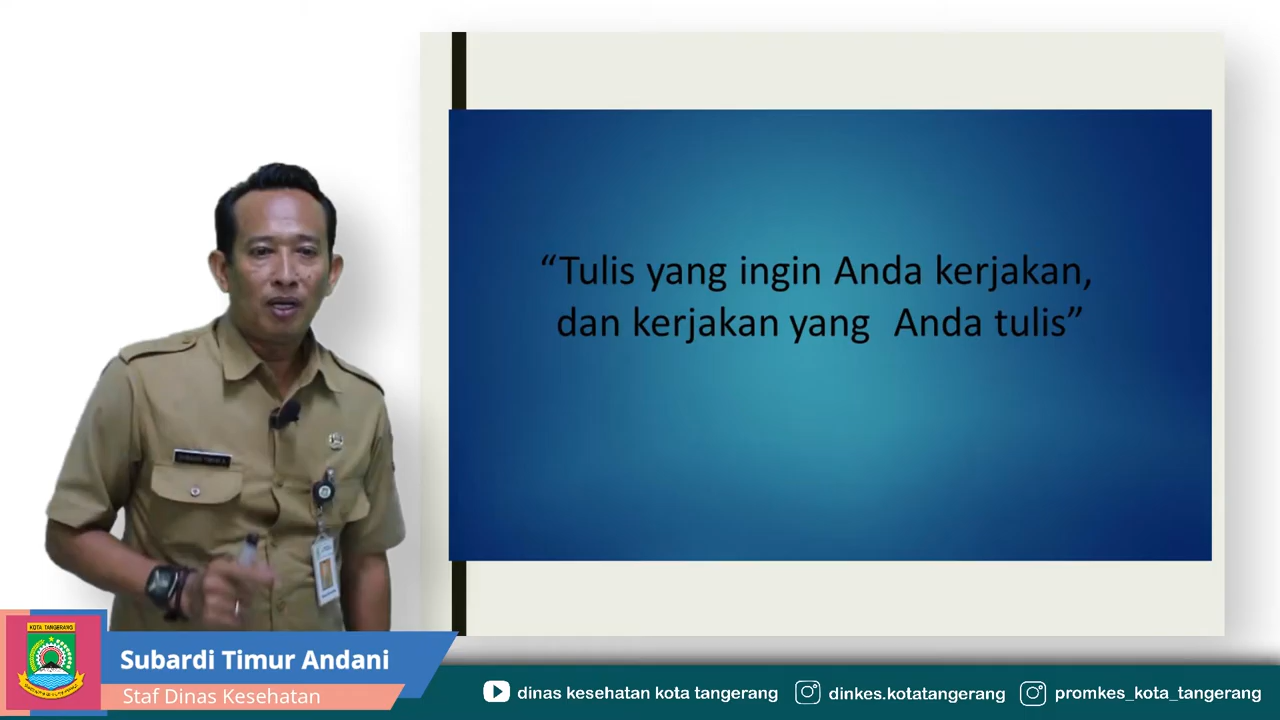 “Tulis yang ingin Anda kerjakan,
dan kerjakan yang Anda tulis”
KOTA TANGERANG
Subardi Timur Andani
Staf Dinas Kesehatan
dinas kesehatan kota tangerang
dinkes.kotatangerang
promkes_kota_tangerang